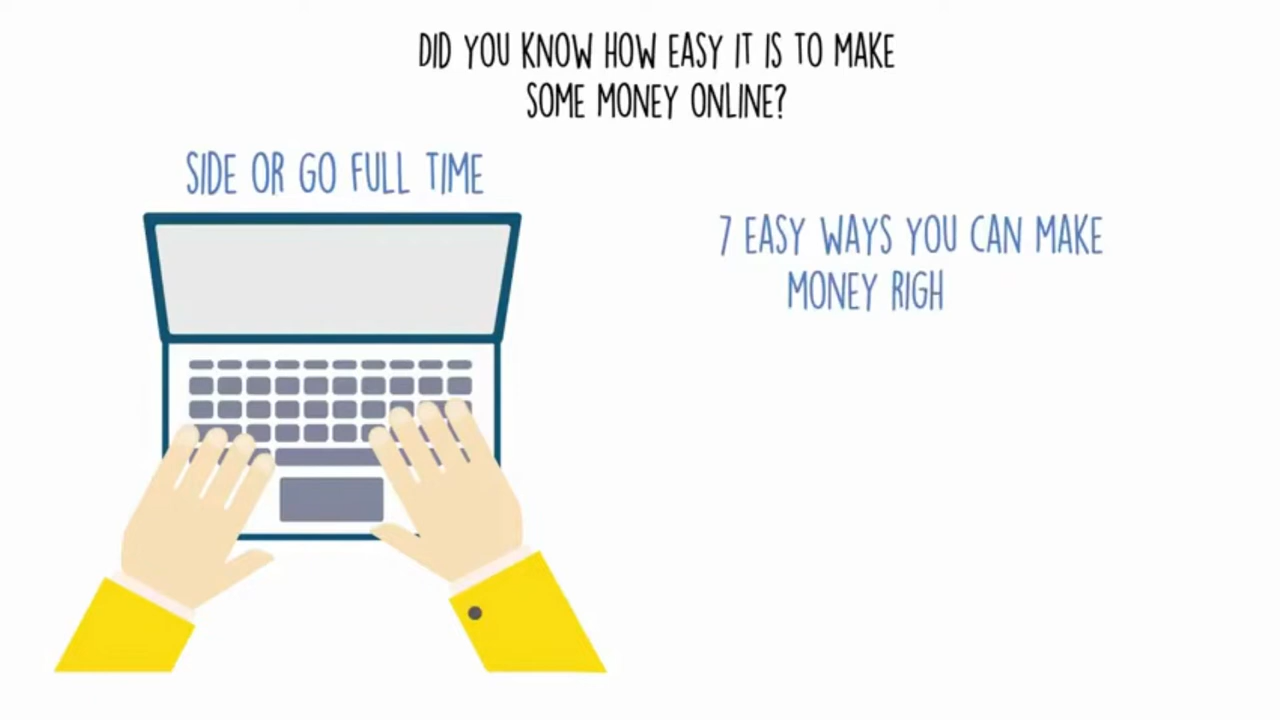 DID YOU KNOW HOW EASY IT IS TO MAKE
SOME MONEY ONLINE?
SIDE OR GO FULL TIME
7 EASY WAYS YOU CAN MAKE
MONEY RIGH